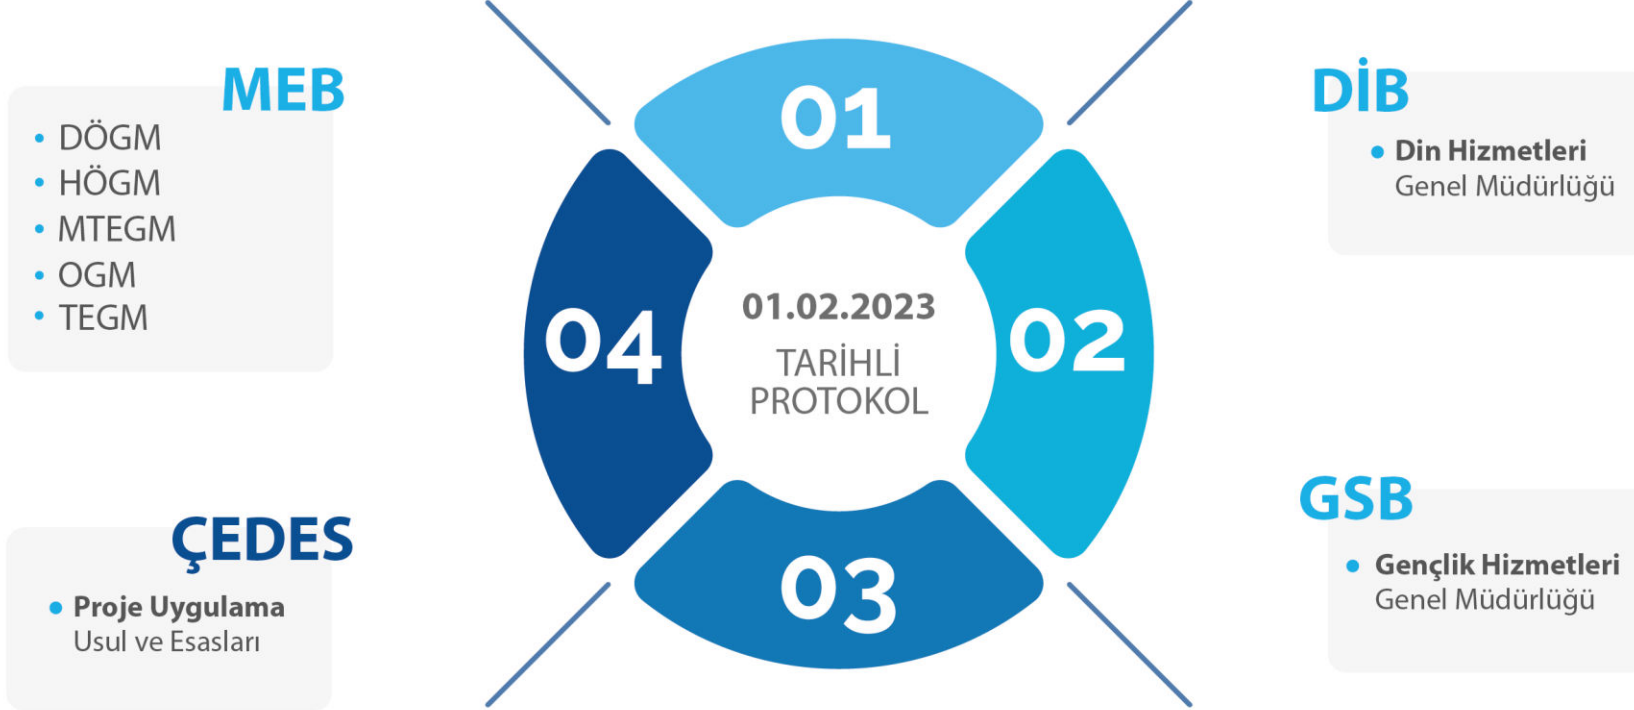 MEB
• DÖGM
• HÖGM
• MTEGM
• OGM
• TEGM
01
DİB
• Din Hizmetleri
Genel Müdürlüğü
04
01.02.2023
TARİHLİ
PROTOKOL
02
ÇEDES
• Proje Uygulama
Usul ve Esasları
03
GSB
• Gençlik Hizmetleri
Genel Müdürlüğü